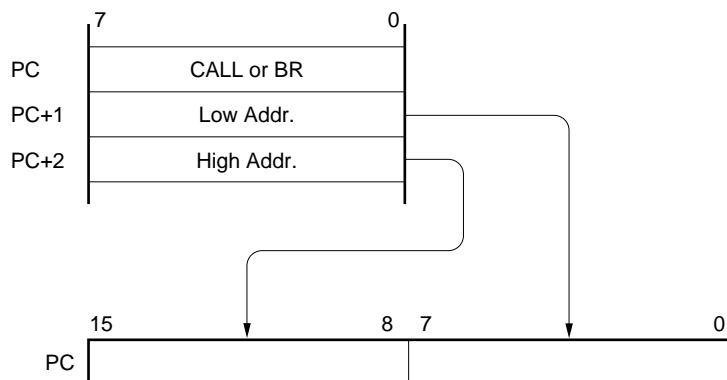 7 0
PC CALL or BR
PC+1 Low Addr.
PC+2 High Addr.
15 8 7 0
PC